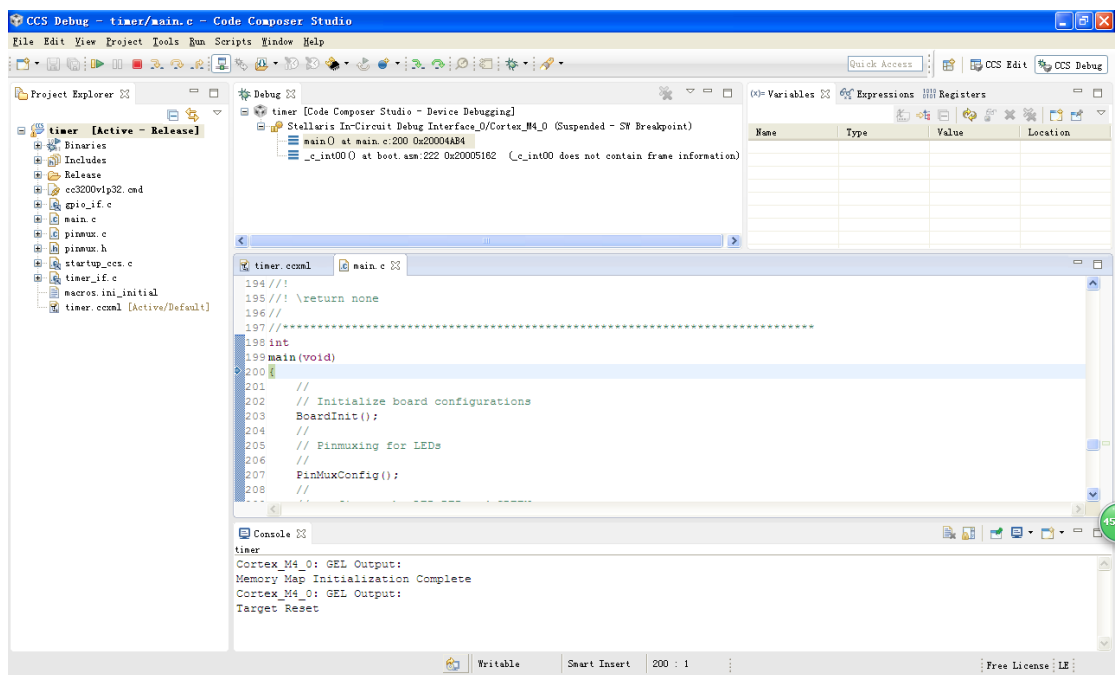 CCS Debug - timer/main.c - Code Composer Studio
File Edit View Project Tools Run Scripts Window Help
Quick Access
CCS Edit
CCS Debug
Project Explorer
timer [Active - Release]
Binaries
Includes
Release
cc3200v1p32.cmd
gpio_if.c
main.c
pinmux.c
pinmux.h
startup_ccs.c
timer_if.c
macros.ini_initial
timer.ccxml [Active/Default]
Debug
timer [Code Composer Studio - Device Debugging]
Stellaris In-Circuit Debug Interface_0/Cortex_M4_0 (Suspended - SW Breakpoint)
main() at main.c:200 0x20004AB4
_c_int00() at boot.asm:222 0x20005162 (_c_int00 does not contain frame information)
(x)= Variables
Expressions
Registers
Name Type Value Location
timer.ccxml
main.c
194 //!
195 //! \return none
196 //
197 //*****************************************************************************
198 int
199 main(void)
200 {
201 //
202 // Initialize board configurations
203 BoardInit();
204 //
205 // Pinmuxing for LEDs
206 //
207 PinMuxConfig();
208 //
Console
timer
Cortex_M4_0: GEL Output:
Memory Map Initialization Complete
Cortex_M4_0: GEL Output:
Target Reset
45
Writable
Smart Insert
200 : 1
Free License
LE